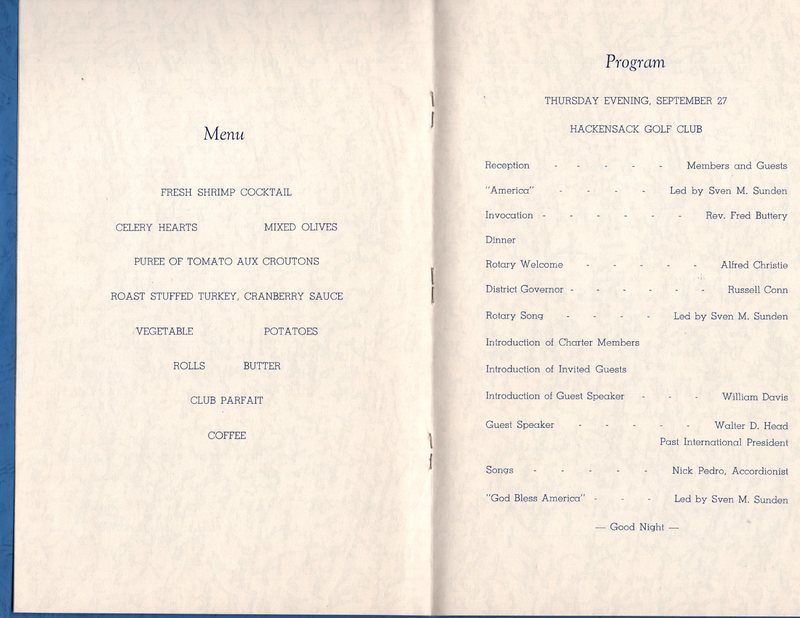 Menu
FRESH SHRIMP COCKTAIL
CELERY HEARTS MIXED OLIVES
PUREE OF TOMATO AUX CROUTONS
ROAST STUFFED TURKEY, CRANBERRY SAUCE
VEGETABLE POTATOES
ROLLS BUTTER
CLUB PARFAIT
COFFEE
Program
THURSDAY EVENING, SEPTEMBER 27
HACKENSACK GOLF CLUB
Reception - - - - - Members and Guests
"America" - - - - Led by Sven M. Sunden
Invocation - - - - - - Rev. Fred Buttery
Dinner
Rotary Welcome - - - - - Alfred Christie
District Governor - - - - - - Russell Conn
Rotary Song - - - - Led by Sven M. Sunden
Introduction of Charter Members
Introduction of Invited Guests
Introduction of Guest Speaker - - - William Davis
Guest Speaker - - - - - Walter D. Head
Past International President
Songs - - - - - Nick Pedro, Accordionist
"God Bless America" - - - Led by Sven M. Sunden
— Good Night —